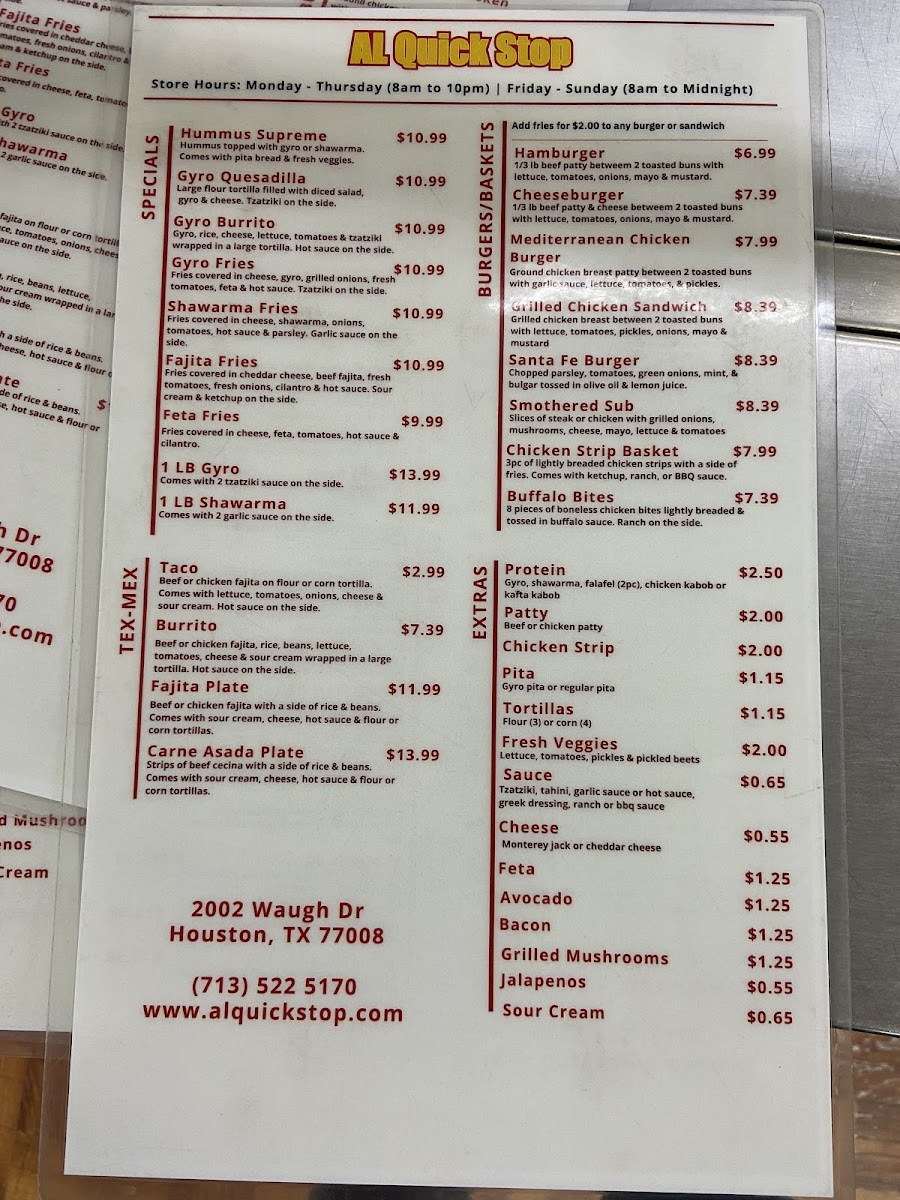 AL Quick Stop
Store Hours: Monday - Thursday (8am to 10pm) | Friday - Sunday (8am to Midnight)
SPECIALS
Hummus Supreme $10.99
Hummus topped with gyro or shawarma.
Comes with pita bread & fresh veggies.
Gyro Quesadilla $10.99
Large flour tortilla filled with diced salad,
gyro & cheese. Tzatziki on the side.
Gyro Burrito $10.99
Gyro, rice, cheese, lettuce, tomatoes & tzatziki
wrapped in a large tortilla. Hot sauce on the side.
Gyro Fries $10.99
Fries covered in cheese, gyro, grilled onions, fresh
tomatoes, feta & hot sauce. Tzatziki on the side.
Shawarma Fries $10.99
Fries covered in cheese, shawarma, onions,
tomatoes, hot sauce & parsley. Garlic sauce on the
side.
Fajita Fries $10.99
Fries covered in cheddar cheese, beef fajita, fresh
tomatoes, fresh onions, cilantro & hot sauce. Sour
cream & ketchup on the side.
Feta Fries $9.99
Fries covered in cheese, feta, tomatoes, hot sauce &
cilantro.
1 LB Gyro $13.99
Comes with 2 tzatziki sauce on the side.
1 LB Shawarma $11.99
Comes with 2 garlic sauce on the side.
TEX-MEX
Taco $2.99
Beef or chicken fajita on flour or corn tortilla.
Comes with lettuce, tomatoes, onions, cheese &
sour cream. Hot sauce on the side.
Burrito $7.39
Beef or chicken fajita, rice, beans, lettuce,
tomatoes, cheese & sour cream wrapped in a large
tortilla. Hot sauce on the side.
Fajita Plate $11.99
Beef or chicken fajita with a side of rice & beans.
Comes with sour cream, cheese, hot sauce & flour or
corn tortillas.
Carne Asada Plate $13.99
Strips of beef cecina with a side of rice & beans.
Comes with sour cream, cheese, hot sauce & flour or
corn tortillas.
2002 Waugh Dr
Houston, TX 77008
(713) 522 5170
www.alquickstop.com
BURGERS/BASKETS
Add fries for $2.00 to any burger or sandwich
Hamburger $6.99
1/3 lb beef patty betweem 2 toasted buns with
lettuce, tomatoes, onions, mayo & mustard.
Cheeseburger $7.39
1/3 lb beef patty & cheese betweem 2 toasted buns
with lettuce, tomatoes, onions, mayo & mustard.
Mediterranean Chicken $7.99
Burger
Ground chicken breast patty between 2 toasted buns
with garlic sauce, lettuce, tomatoes, & pickles.
Grilled Chicken Sandwich $8.39
Grilled chicken breast between 2 toasted buns
with lettuce, tomatoes, pickles, onions, mayo &
mustard
Santa Fe Burger $8.39
Chopped parsley, tomatoes, green onions, mint, &
bulgar tossed in olive oil & lemon juice.
Smothered Sub $8.39
Slices of steak or chicken with grilled onions,
mushrooms, cheese, mayo, lettuce & tomatoes
Chicken Strip Basket $7.99
3pc of lightly breaded chicken strips with a side of
fries. Comes with ketchup, ranch, or BBQ sauce.
Buffalo Bites $7.39
8 pieces of boneless chicken bites lightly breaded &
tossed in buffalo sauce. Ranch on the side.
EXTRAS
Protein $2.50
Gyro, shawarma, falafel (2pc), chicken kabob or
kafta kabob
Patty $2.00
Beef or chicken patty
Chicken Strip $2.00
Pita $1.15
Gyro pita or regular pita
Tortillas $1.15
Flour (3) or corn (4)
Fresh Veggies $2.00
Lettuce, tomatoes, pickles & pickled beets
Sauce $0.65
Tzatziki, tahini, garlic sauce or hot sauce,
greek dressing, ranch or bbq sauce
Cheese $0.55
Monterey jack or cheddar cheese
Feta $1.25
Avocado $1.25
Bacon $1.25
Grilled Mushrooms $1.25
Jalapenos $0.55
Sour Cream $0.65